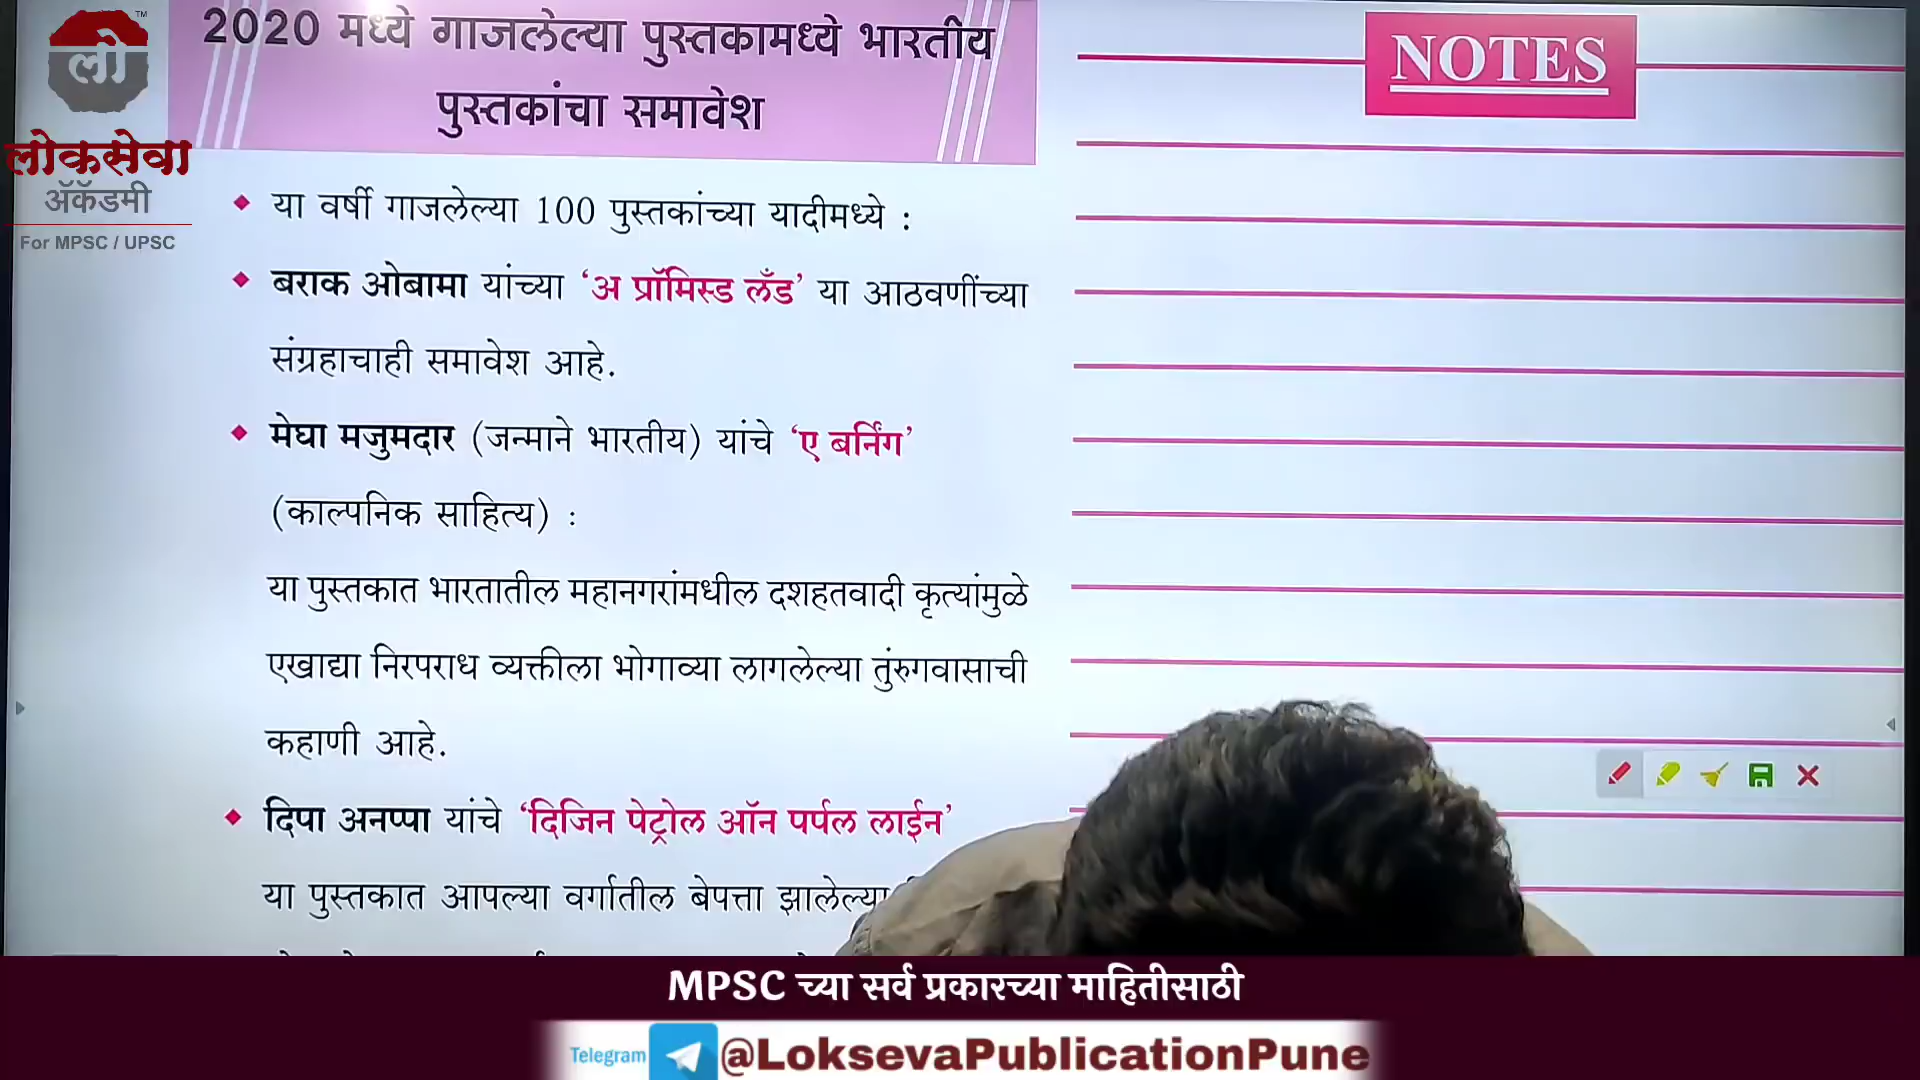 2020 मध्ये गाजलेल्या पुस्तकामध्ये भारतीय
पुस्तकांचा समावेश
NOTES
लो
TM
लोकसेवा
ॲकॅडमी
For MPSC / UPSC
या वर्षी गाजलेल्या 100 पुस्तकांच्या यादीमध्ये :
बराक ओबामा यांच्या ‘अ प्रॉमिस्ड लँड’ या आठवणींच्या
संग्रहाचाही समावेश आहे.
मेघा मजुमदार (जन्माने भारतीय) यांचे ‘ए बर्निंग’
(काल्पनिक साहित्य) :
या पुस्तकात भारतातील महानगरांमधील दशहतवादी कृत्यांमुळे
एखाद्या निरपराध व्यक्तीला भोगाव्या लागलेल्या तुंरुगवासाची
कहाणी आहे.
दिपा अनप्पा यांचे ‘दिजिन पेट्रोल ऑन पर्पल लाईन’
या पुस्तकात आपल्या वर्गातील बेपत्ता झालेल्या
MPSC च्या सर्व प्रकारच्या माहितीसाठी
Telegram @LoksevaPublicationPune